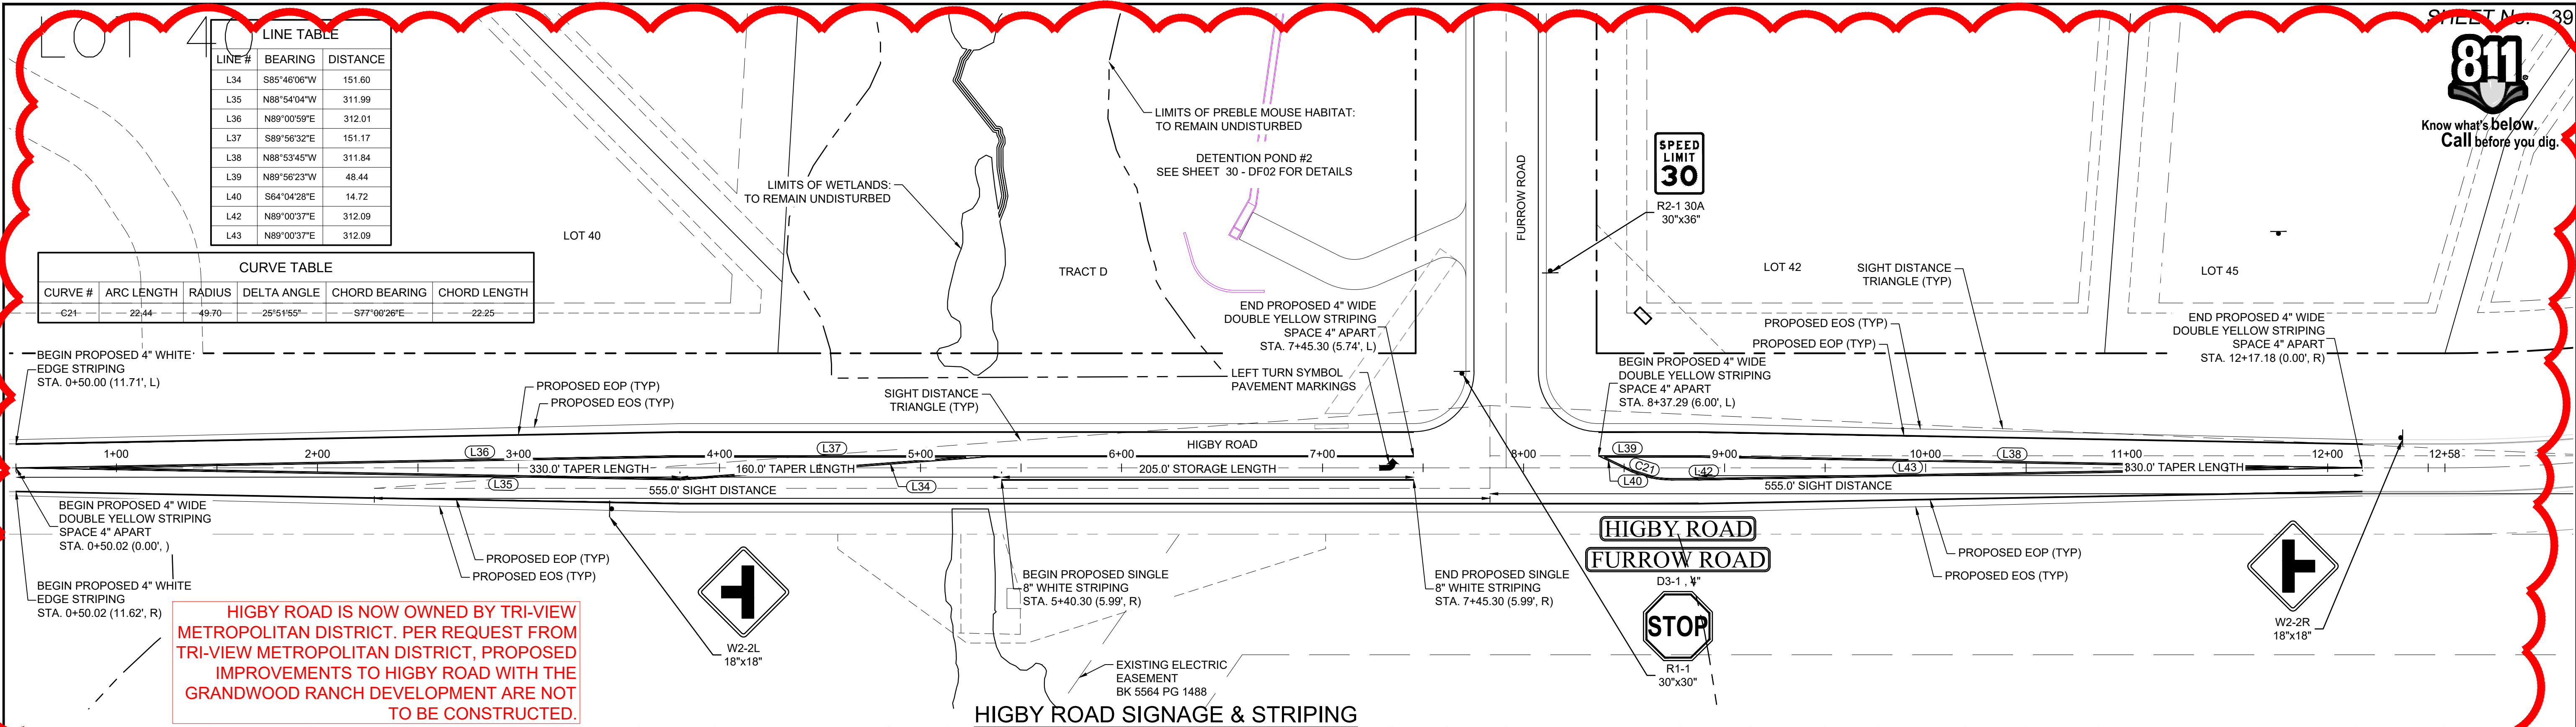 SHEET No. 39
LOT 40
LINE TABLE
LINE # BEARING DISTANCE
L34 S85°46'06"W 151.60
L35 N88°54'04"W 311.99
L36 N89°00'59"E 312.01
L37 S89°56'32"E 151.17
L38 N88°53'45"W 311.84
L39 N89°56'23"W 48.44
L40 S64°04'28"E 14.72
L42 N89°00'37"E 312.09
L43 N89°00'37"E 312.09
CURVE TABLE
CURVE # ARC LENGTH RADIUS DELTA ANGLE CHORD BEARING CHORD LENGTH
C21 22.44 49.70 25°51'55" S77°00'26"E 22.25
811
Know what's below.
Call before you dig.
LIMITS OF PREBLE MOUSE HABITAT:
TO REMAIN UNDISTURBED
DETENTION POND #2
SEE SHEET 30 - DF02 FOR DETAILS
LIMITS OF WETLANDS:
TO REMAIN UNDISTURBED
LOT 40
TRACT D
FURROW ROAD
SPEED
LIMIT
30
R2-1 30A
30"x36"
LOT 42
SIGHT DISTANCE
TRIANGLE (TYP)
LOT 45
END PROPOSED 4" WIDE
DOUBLE YELLOW STRIPING
SPACE 4" APART
STA. 7+45.30 (5.74', L)
PROPOSED EOS (TYP)
PROPOSED EOP (TYP)
END PROPOSED 4" WIDE
DOUBLE YELLOW STRIPING
SPACE 4" APART
STA. 12+17.18 (0.00', R)
BEGIN PROPOSED 4" WHITE
EDGE STRIPING
STA. 0+50.00 (11.71', L)
PROPOSED EOP (TYP)
PROPOSED EOS (TYP)
SIGHT DISTANCE
TRIANGLE (TYP)
LEFT TURN SYMBOL
PAVEMENT MARKINGS
BEGIN PROPOSED 4" WIDE
DOUBLE YELLOW STRIPING
SPACE 4" APART
STA. 8+37.29 (6.00', L)
HIGBY ROAD
L36 L37 L39 L38
1+00 2+00 3+00 4+00 5+00 6+00 7+00 8+00 9+00 10+00 11+00 12+00 12+58
330.0' TAPER LENGTH 160.0' TAPER LENGTH 205.0' STORAGE LENGTH C21 L42 L43 330.0' TAPER LENGTH
L35 L34 L40
555.0' SIGHT DISTANCE 555.0' SIGHT DISTANCE
BEGIN PROPOSED 4" WIDE
DOUBLE YELLOW STRIPING
SPACE 4" APART
STA. 0+50.02 (0.00', )
BEGIN PROPOSED 4" WHITE
EDGE STRIPING
STA. 0+50.02 (11.62', R)
PROPOSED EOP (TYP)
PROPOSED EOS (TYP)
HIGBY ROAD IS NOW OWNED BY TRI-VIEW
METROPOLITAN DISTRICT. PER REQUEST FROM
TRI-VIEW METROPOLITAN DISTRICT, PROPOSED
IMPROVEMENTS TO HIGBY ROAD WITH THE
GRANDWOOD RANCH DEVELOPMENT ARE NOT
TO BE CONSTRUCTED.
W2-2L
18"x18"
BEGIN PROPOSED SINGLE
8" WHITE STRIPING
STA. 5+40.30 (5.99', R)
END PROPOSED SINGLE
8" WHITE STRIPING
STA. 7+45.30 (5.99', R)
EXISTING ELECTRIC
EASEMENT
BK 5564 PG 1488
HIGBY ROAD
FURROW ROAD
D3-1 , 4"
STOP
R1-1
30"x30"
PROPOSED EOP (TYP)
PROPOSED EOS (TYP)
W2-2R
18"x18"
HIGBY ROAD SIGNAGE & STRIPING